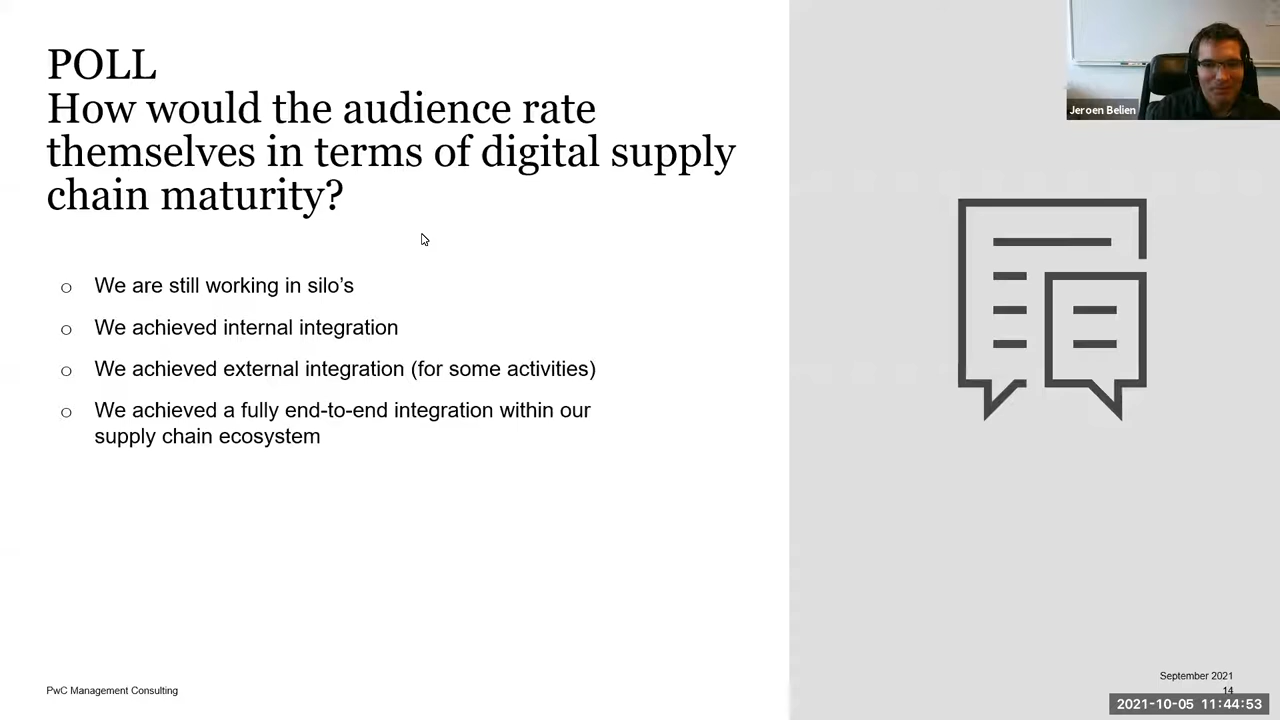 POLL
How would the audience rate
themselves in terms of digital supply
chain maturity?
Jeroen Belien
o We are still working in silo’s
o We achieved internal integration
o We achieved external integration (for some activities)
o We achieved a fully end-to-end integration within our
supply chain ecosystem
PwC Management Consulting
September 2021
14
2021-10-05 11:44:53